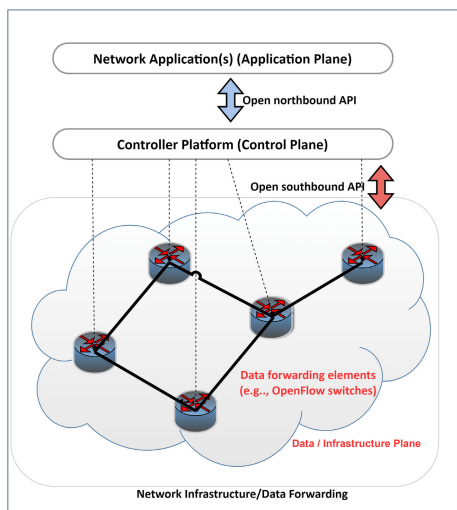 Network Application(s) (Application Plane)
Open northbound API
Controller Platform (Control Plane)
Open southbound API
Data forwarding elements
(e.g.., OpenFlow switches)
Data / Infrastructure Plane
Network Infrastructure/Data Forwarding